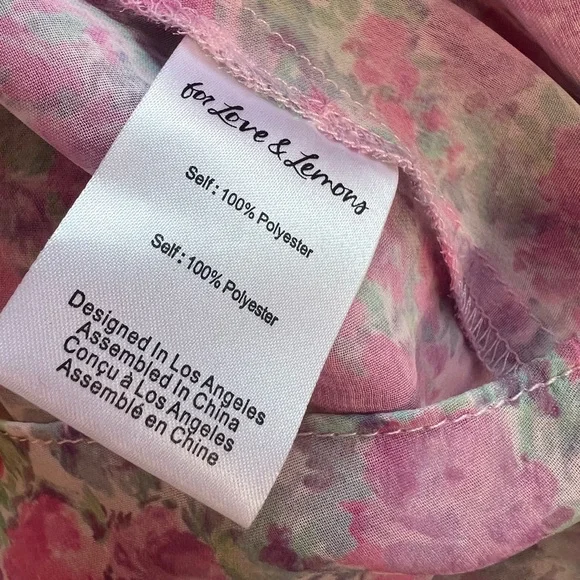 for Love & Lemons
Self : 100% Polyester
Self : 100% Polyester
Designed In Los Angeles
Assembled in China
Conçu à Los Angeles
Assemblé en Chine